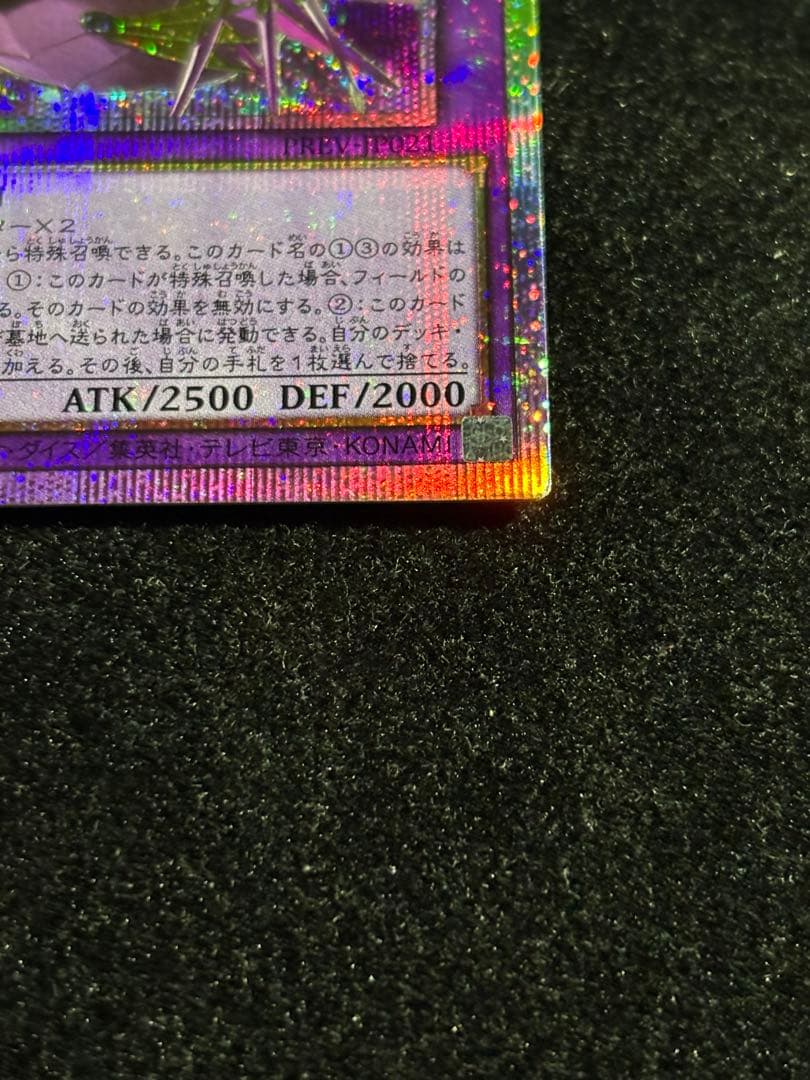 PREV-JP021
ター×2
ら特殊召喚できる。このカード名の①③の効果は
①:このカードが特殊召喚した場合、フィールドの
る。そのカードの効果を無効にする。②:このカード
墓地へ送られた場合に発動できる。自分のデッキ・
加える。その後、自分の手札を1枚選んで捨てる。
ATK/2500 DEF/2000
ト・ダイス/集英社・テレビ東京・KONAMI